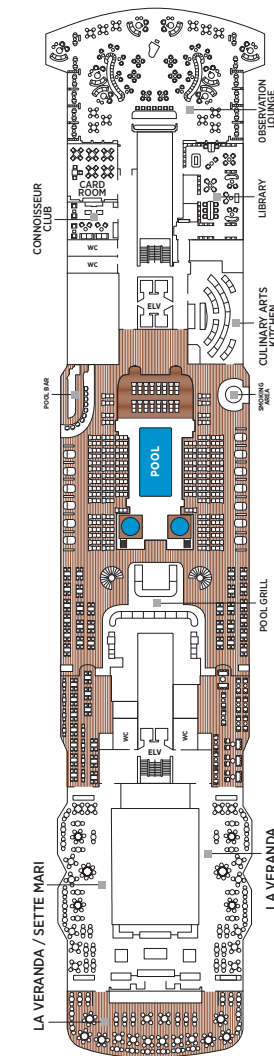 OBSERVATION
LOUNGE
CARD
ROOM
CONNOISSEUR
CLUB
LIBRARY
WC
WC
ELV
CULINARY ARTS
KITCHEN
POOL BAR
SMOKING
AREA
POOL
POOL GRILL
WC
ELV
WC
LA VERANDA / SETTE MARI
LA VERANDA